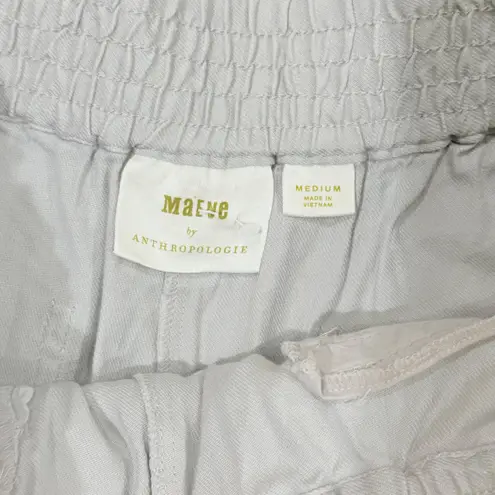 Maeve
by
ANTHROPOLOGIE
MEDIUM
MADE IN
VIETNAM